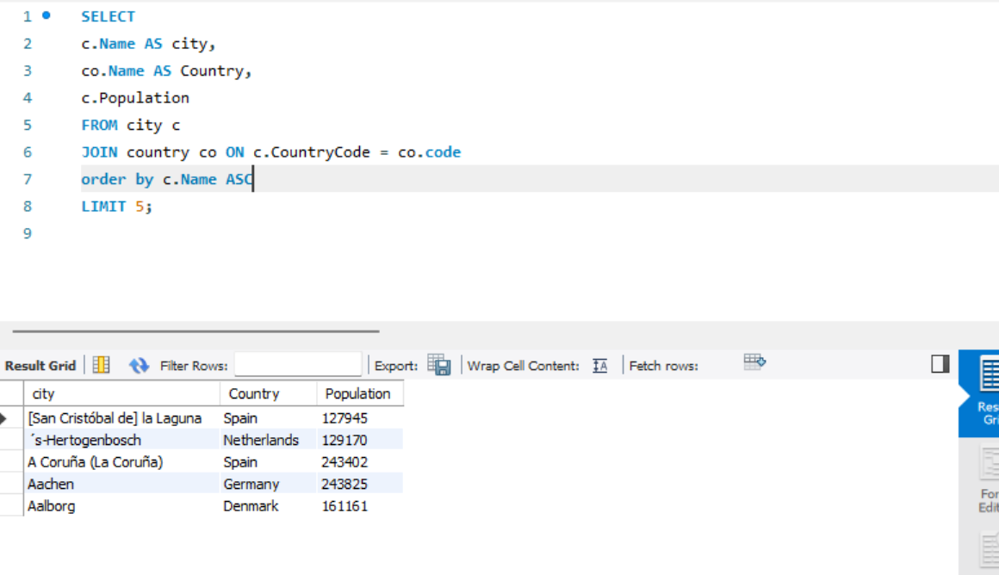 1 SELECT
2 c.Name AS city,
3 co.Name AS Country,
4 c.Population
5 FROM city c
6 JOIN country co ON c.CountryCode = co.code
7 order by c.Name ASC
8 LIMIT 5;
9
Result Grid Filter Rows: Export: Wrap Cell Content: IA Fetch rows:
city Country Population
[San Cristóbal de] la Laguna Spain 127945
´s-Hertogenbosch Netherlands 129170
A Coruña (La Coruña) Spain 243402
Aachen Germany 243825
Aalborg Denmark 161161
Res
Gri
For
Edit